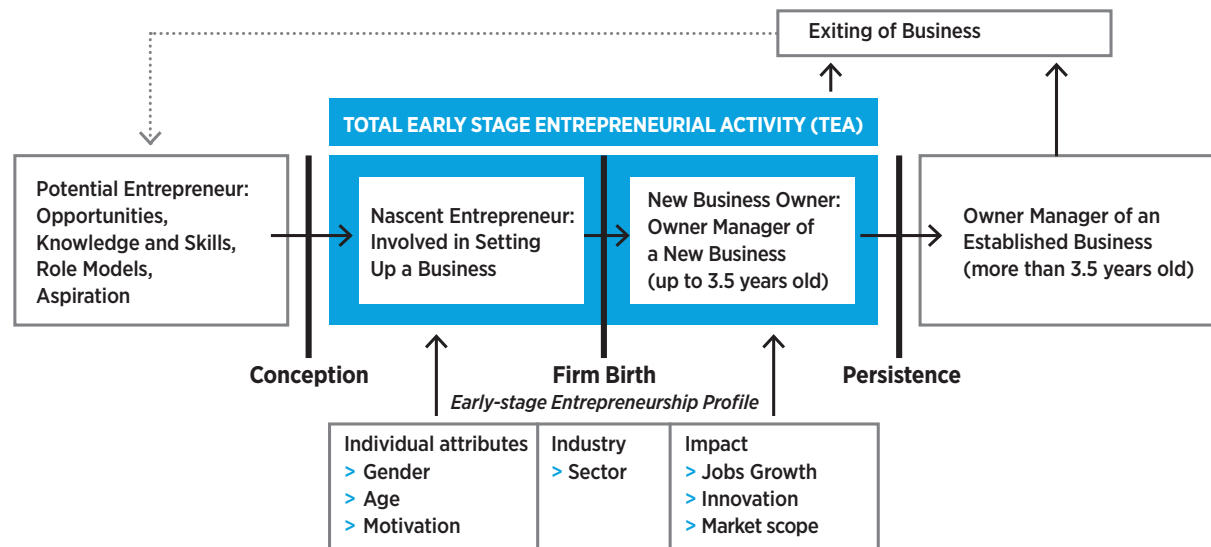 Exiting of Business
TOTAL EARLY STAGE ENTREPRENEURIAL ACTIVITY (TEA)
Potential Entrepreneur:
Opportunities,
Knowledge and Skills,
Role Models,
Aspiration
Nascent Entrepreneur:
Involved in Setting
Up a Business
New Business Owner:
Owner Manager of
a New Business
(up to 3.5 years old)
Owner Manager of an
Established Business
(more than 3.5 years old)
Conception
Firm Birth
Persistence
Early-stage Entrepreneurship Profile
Individual attributes
> Gender
> Age
> Motivation
Industry
> Sector
Impact
> Jobs Growth
> Innovation
> Market scope